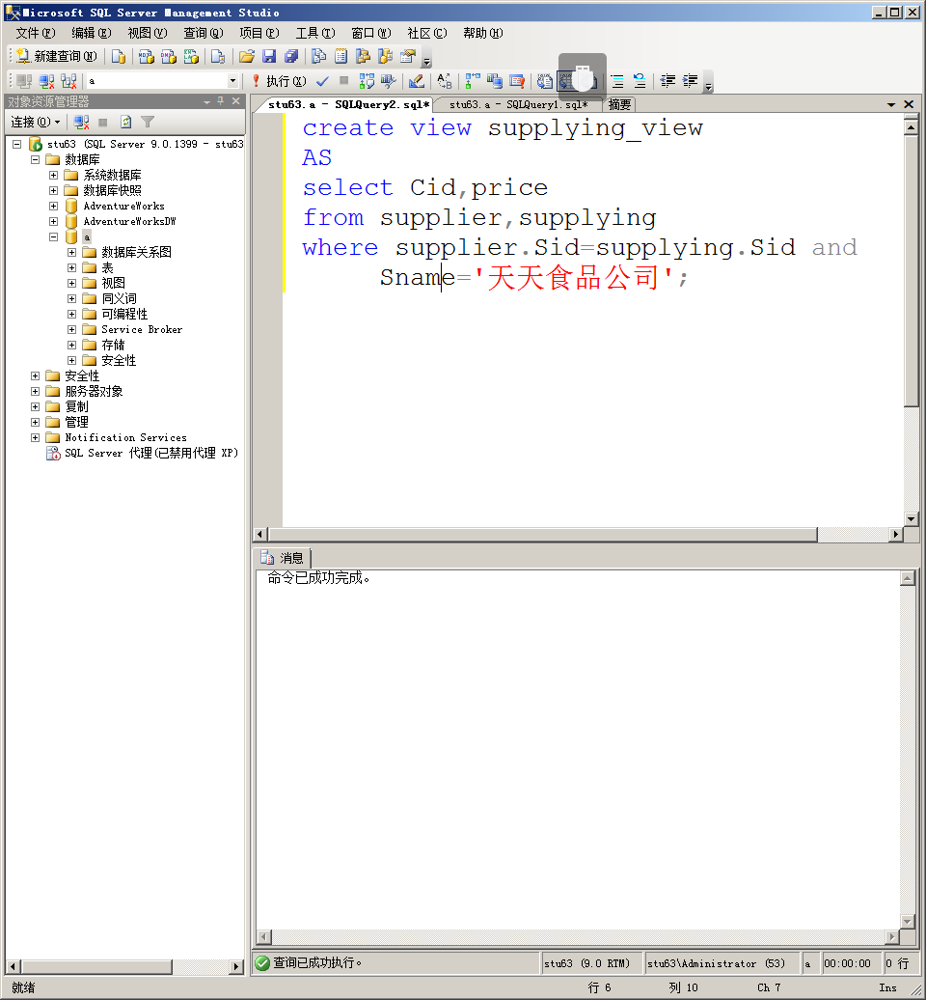 Microsoft SQL Server Management Studio
文件(F) 编辑(E) 视图(V) 查询(Q) 项目(P) 工具(T) 窗口(W) 社区(C) 帮助(H)
新建查询(N)
a 执行(X)
对象资源管理器
stu63.a - SQLQuery2.sql* stu63.a - SQLQuery1.sql* 摘要
连接(O)
stu63 (SQL Server 9.0.1399 - stu63
数据库
系统数据库
数据库快照
AdventureWorks
AdventureWorksDW
a
数据库关系图
表
视图
同义词
可编程性
Service Broker
存储
安全性
安全性
服务器对象
复制
管理
Notification Services
SQL Server 代理(已禁用代理 XP)
create view supplying_view
AS
select Cid,price
from supplier,supplying
where supplier.Sid=supplying.Sid and
Sname='天天食品公司';
消息
命令已成功完成。
查询已成功执行。 stu63 (9.0 RTM) stu63\Administrator (53) a 00:00:00 0 行
就绪 行 6 列 10 Ch 7 Ins